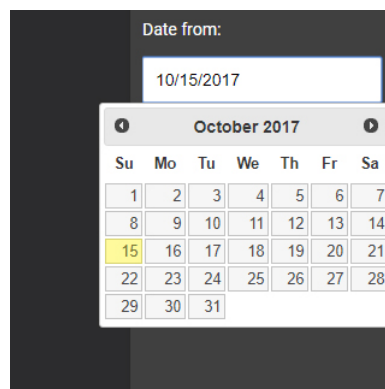 Date from:
10/15/2017
October 2017
Su Mo Tu We Th Fr Sa
1 2 3 4 5 6 7
8 9 10 11 12 13 14
15 16 17 18 19 20 21
22 23 24 25 26 27 28
29 30 31